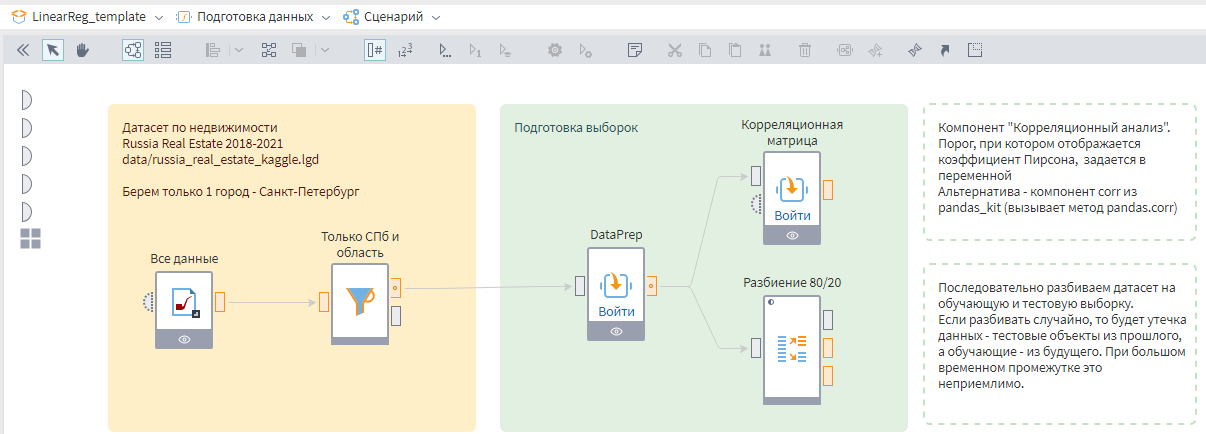 LinearReg_template
Подготовка данных
Сценарий
Датасет по недвижимости
Russia Real Estate 2018-2021
data/russia_real_estate_kaggle.lgd
Берем только 1 город - Санкт-Петербург
Все данные
Только СПб и
область
Подготовка выборок
DataPrep
Войти
Корреляционная
матрица
Войти
Разбиение 80/20
Компонент "Корреляционный анализ".
Порог, при котором отображается
коэффициент Пирсона, задается в
переменной
Альтернатива - компонент corr из
pandas_kit (вызывает метод pandas.corr)
Последовательно разбиваем датасет на
обучающую и тестовую выборку.
Если разбивать случайно, то будет утечка
данных - тестовые объекты из прошлого,
а обучающие - из будущего. При большом
временном промежутке это
неприемлимо.